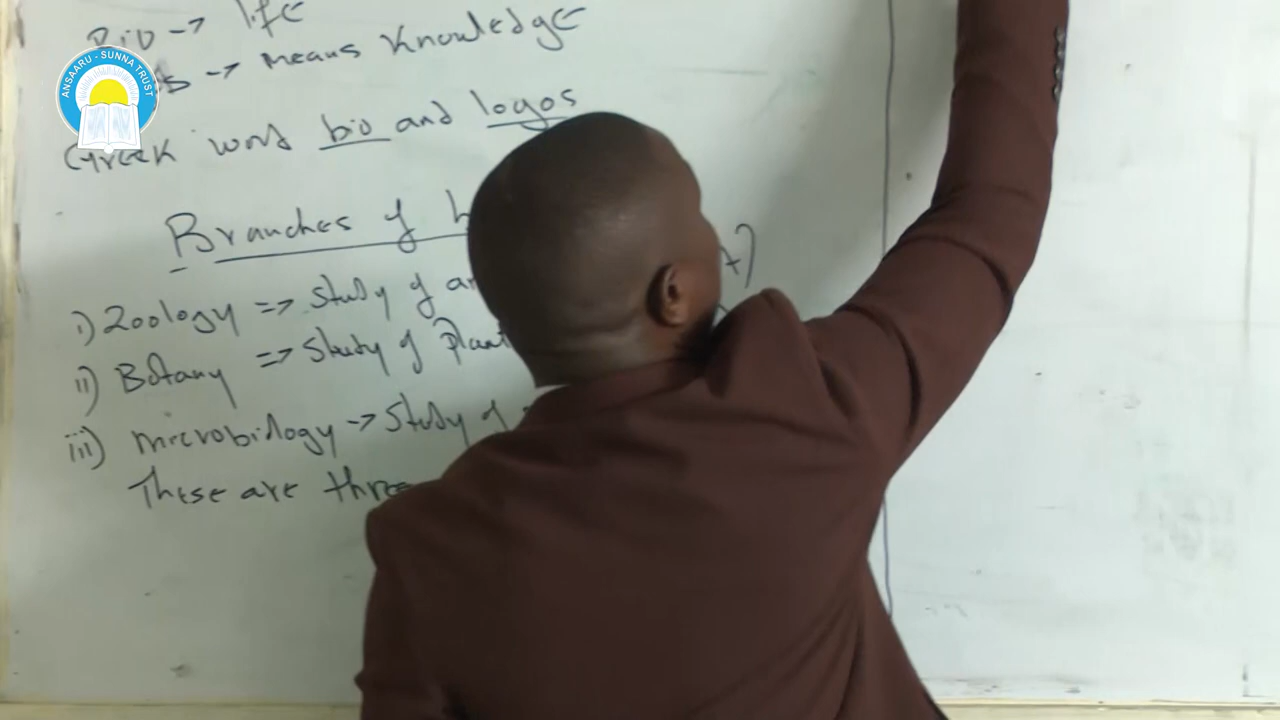 Bio -> life
-> means knowledge
ANSAARU - SUNNA TRUST
Greek word bio and logos
Branches of
i) Zoology => study of
ii) Botany => study of Plant
iii) microbiology -> study of
These are three